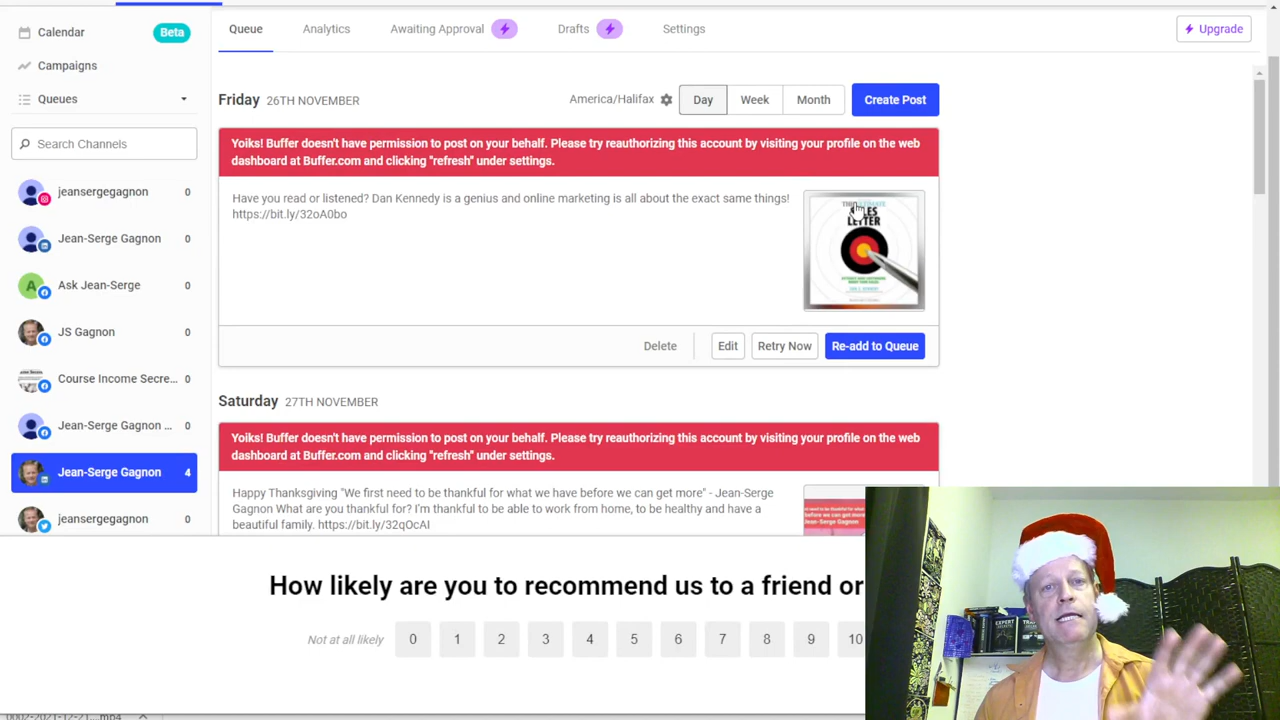 Calendar
Beta
Campaigns
Queues
Search Channels
jeansergegagnon 0
Jean-Serge Gagnon 0
A
Ask Jean-Serge 0
JS Gagnon 0
Course Income Secre... 0
Jean-Serge Gagnon ... 0
Jean-Serge Gagnon 4
jeansergegagnon 0
Queue Analytics Awaiting Approval Drafts Settings
Upgrade
Friday 26TH NOVEMBER
America/Halifax Day Week Month Create Post
Yoiks! Buffer doesn't have permission to post on your behalf. Please try reauthorizing this account by visiting your profile on the web
dashboard at Buffer.com and clicking "refresh" under settings.
Have you read or listened? Dan Kennedy is a genius and online marketing is all about the exact same things!
https://bit.ly/32oA0bo
LETTER
Delete Edit Retry Now Re-add to Queue
Saturday 27TH NOVEMBER
Yoiks! Buffer doesn't have permission to post on your behalf. Please try reauthorizing this account by visiting your profile on the web
dashboard at Buffer.com and clicking "refresh" under settings.
Happy Thanksgiving "We first need to be thankful for what we have before we can get more" - Jean-Serge
Gagnon What are you thankful for? I'm thankful to be able to work from home, to be healthy and have a
beautiful family. https://bit.ly/32qOcAI
How likely are you to recommend us to a friend or
Not at all likely 0 1 2 3 4 5 6 7 8 9 10
EXPERT